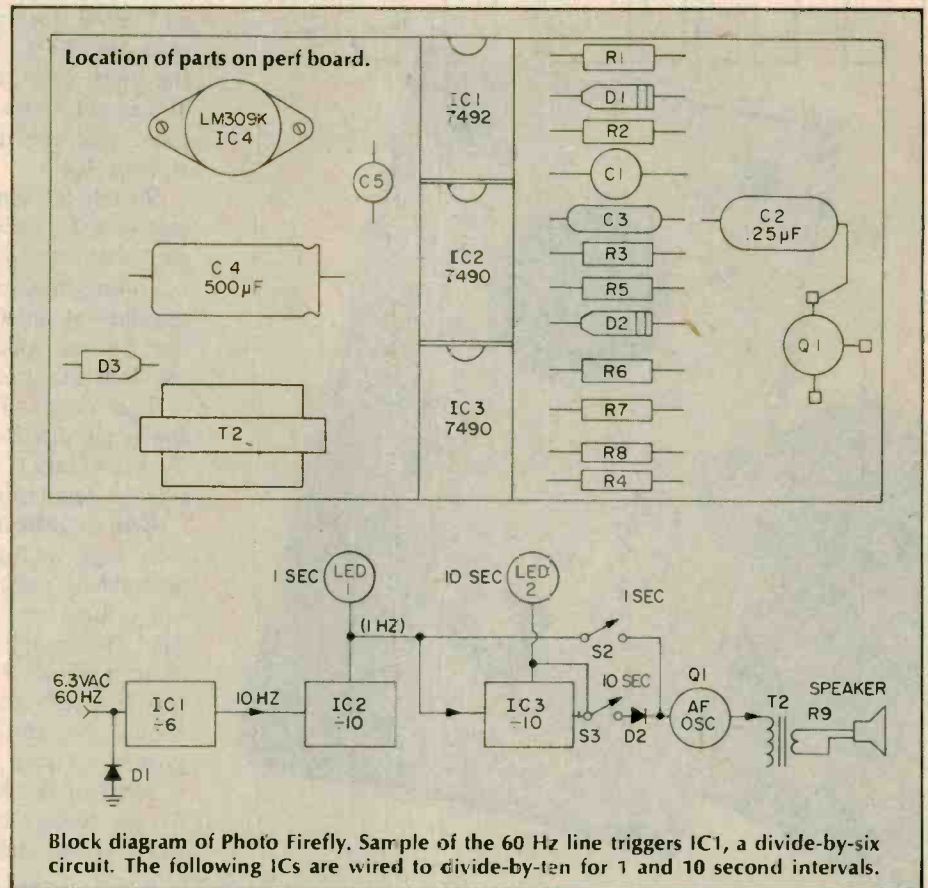 Location of parts on perf board.
LM309K
IC4
C5
C4
500µF
D3
T2
IC1
7492
IC2
7490
IC3
7490
R1
D1
R2
C1
C3
R3
R5
D2
R6
R7
R8
R4
C2
.25µF
Q1
1 SEC
LED
1
10 SEC
LED
2
1 SEC
(1 HZ)
S2
6.3VAC
60HZ
IC1
÷6
10 HZ
IC2
÷10
IC3
÷10
10 SEC
S3
D2
Q1
AF
OSC
T2
SPEAKER
R9
D1
Block diagram of Photo Firefly. Sample of the 60 Hz line triggers IC1, a divide-by-six
circuit. The following ICs are wired to divide-by-ten for 1 and 10 second intervals.